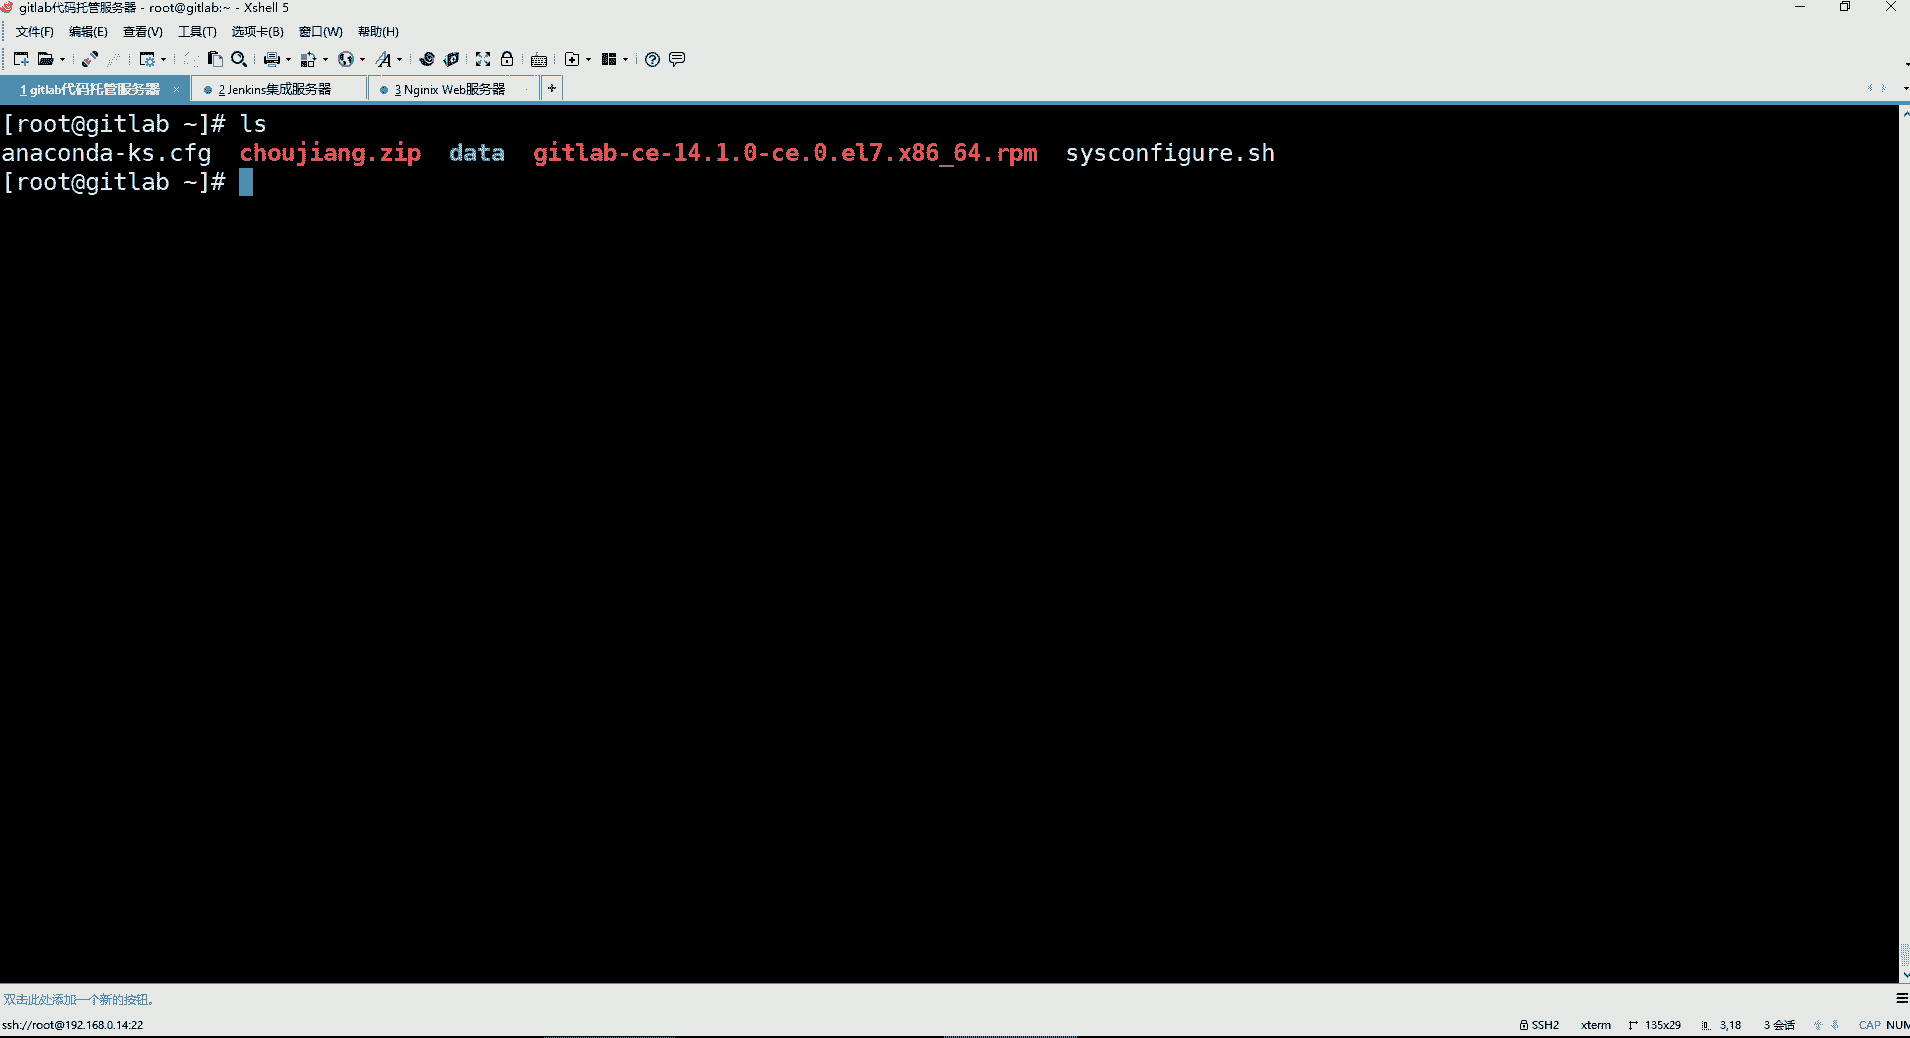 gitlab代码托管服务器 - root@gitlab:~ - Xshell 5
文件(F) 编辑(E) 查看(V) 工具(T) 选项卡(B) 窗口(W) 帮助(H)
1 gitlab代码托管服务器 2 Jenkins集成服务器 3 Nginix Web服务器
[root@gitlab ~]# ls
anaconda-ks.cfg choujiang.zip data gitlab-ce-14.1.0-ce.0.el7.x86_64.rpm sysconfigure.sh
[root@gitlab ~]#
双击此处添加一个新的按钮。
ssh://root@192.168.0.14:22 SSH2 xterm 135x29 3,18 3 会话 CAP NUM